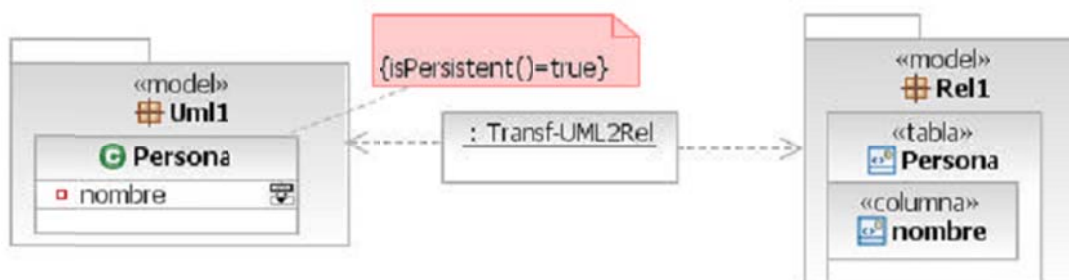 {isPersistent()=true}
«model»
Uml1
C Persona
nombre
: Transf-UML2Rel
«model»
Rel1
«tabla»
Persona
«columna»
nombre